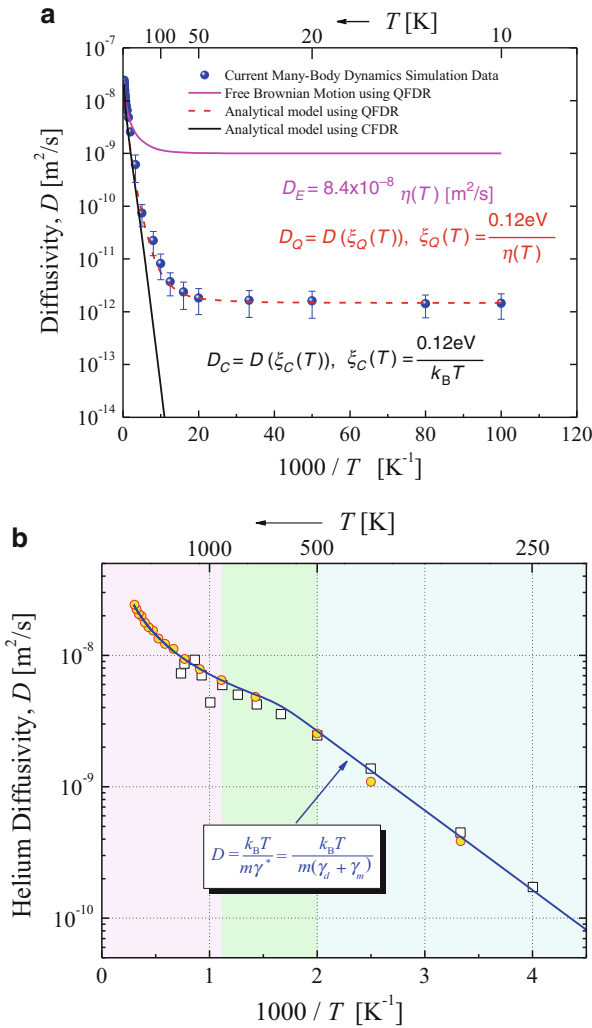 a
T [K]
100 50 20 10
10⁻⁷
10⁻⁸
10⁻⁹
10⁻¹⁰
10⁻¹¹
10⁻¹²
10⁻¹³
10⁻¹⁴
Diffusivity, D [m²/s]
Current Many-Body Dynamics Simulation Data
Free Brownian Motion using QFDR
Analytical model using QFDR
Analytical model using CFDR
D_E = 8.4x10⁻⁸ η(T) [m²/s]
D_Q = D(ξ_Q(T)), ξ_Q(T) = 0.12eV / η(T)
D_C = D(ξ_C(T)), ξ_C(T) = 0.12eV / k_BT
0 20 40 60 80 100 120
1000 / T [K⁻¹]
b
T [K]
1000 500 250
10⁻⁸
10⁻⁹
10⁻¹⁰
Helium Diffusivity, D [m²/s]
D = k_BT / mγ* = k_BT / m(γ_d + γ_m)
0 1 2 3 4
1000 / T [K⁻¹]